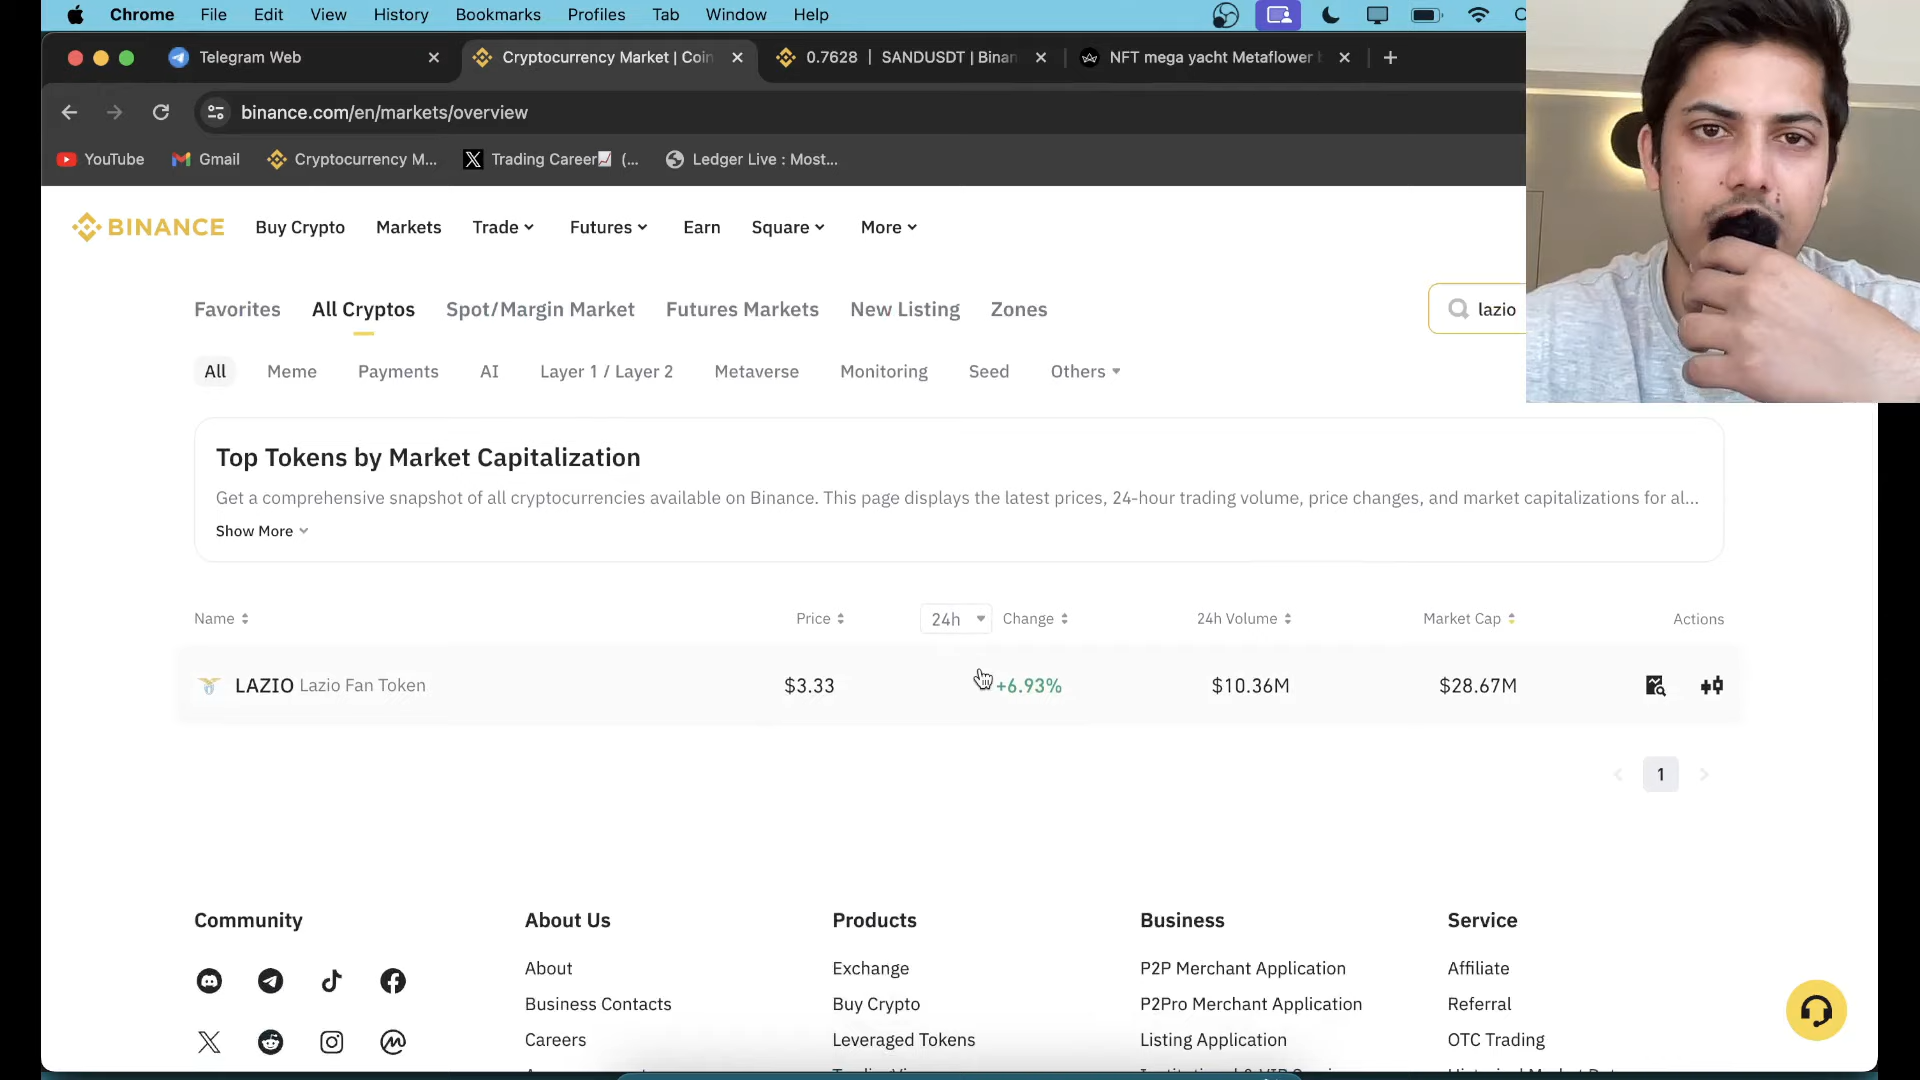 Chrome File Edit View History Bookmarks Profiles Tab Window Help
Telegram Web
Cryptocurrency Market | Coin
0.7628 | SANDUSDT | Binan
NFT mega yacht Metaflower
binance.com/en/markets/overview
YouTube Gmail Cryptocurrency M... Trading Career (... Ledger Live : Most...
BINANCE Buy Crypto Markets Trade Futures Earn Square More
Favorites All Cryptos Spot/Margin Market Futures Markets New Listing Zones
lazio
All Meme Payments AI Layer 1 / Layer 2 Metaverse Monitoring Seed Others
Top Tokens by Market Capitalization
Get a comprehensive snapshot of all cryptocurrencies available on Binance. This page displays the latest prices, 24-hour trading volume, price changes, and market capitalizations for al...
Show More
Name Price 24h Change 24h Volume Market Cap Actions
LAZIO Lazio Fan Token $3.33 +6.93% $10.36M $28.67M
1
Community About Us Products Business Service
About Exchange P2P Merchant Application Affiliate
Business Contacts Buy Crypto P2Pro Merchant Application Referral
Careers Leveraged Tokens Listing Application OTC Trading